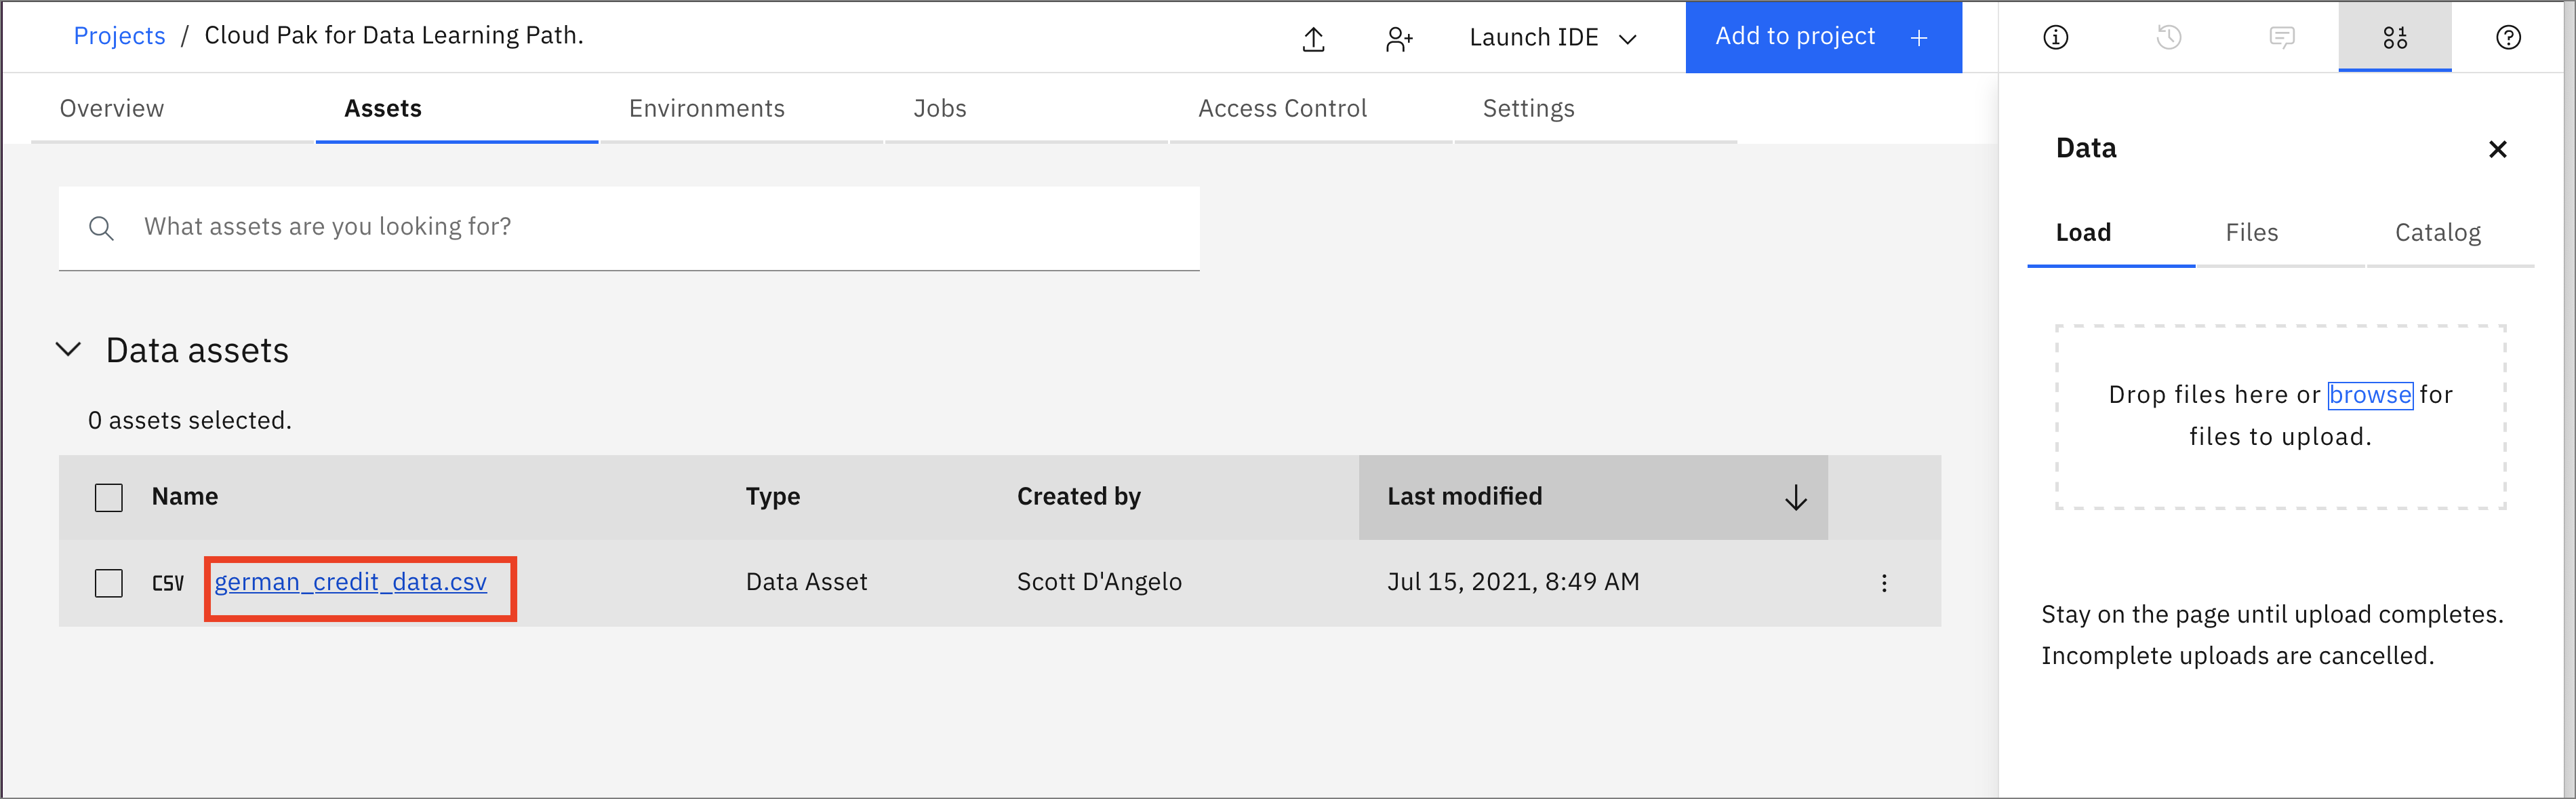 Projects / Cloud Pak for Data Learning Path.
Launch IDE
Add to project +
Overview
Assets
Environments
Jobs
Access Control
Settings
What assets are you looking for?
Data assets
0 assets selected.
Name
Type
Created by
Last modified
CSV
german_credit_data.csv
Data Asset
Scott D'Angelo
Jul 15, 2021, 8:49 AM
Data
Load
Files
Catalog
Drop files here or browse for
files to upload.
Stay on the page until upload completes.
Incomplete uploads are cancelled.